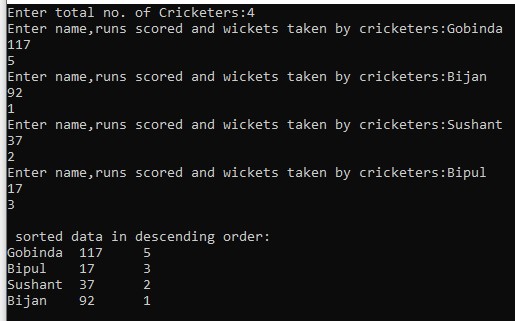 Enter total no. of Cricketers:4
Enter name,runs scored and wickets taken by cricketers:Gobinda
117
5
Enter name,runs scored and wickets taken by cricketers:Bijan
92
1
Enter name,runs scored and wickets taken by cricketers:Sushant
37
2
Enter name,runs scored and wickets taken by cricketers:Bipul
17
3
sorted data in descending order:
Gobinda 117 5
Bipul 17 3
Sushant 37 2
Bijan 92 1